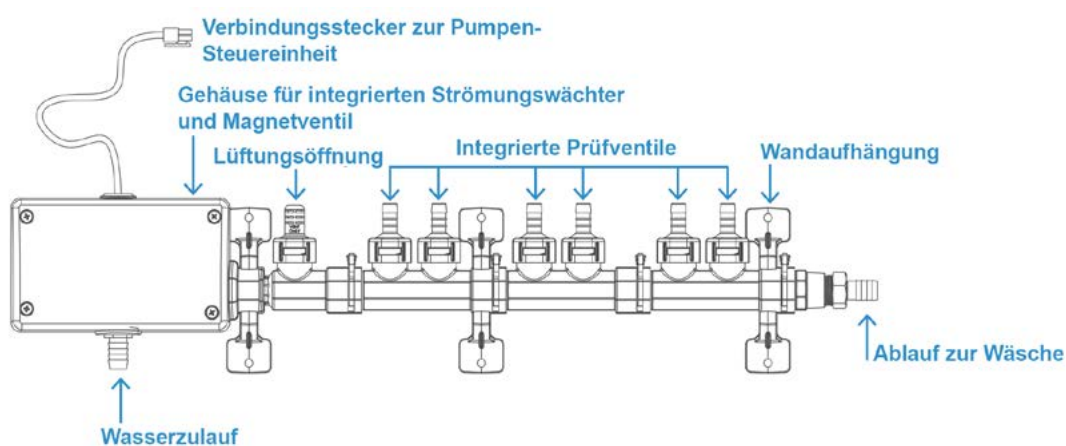 Verbindungsstecker zur Pumpen-
Steuereinheit
Gehäuse für integrierten Strömungswächter
und Magnetventil
Lüftungsöffnung
Integrierte Prüfventile
Wandaufhängung
Ablauf zur Wäsche
Wasserzulauf